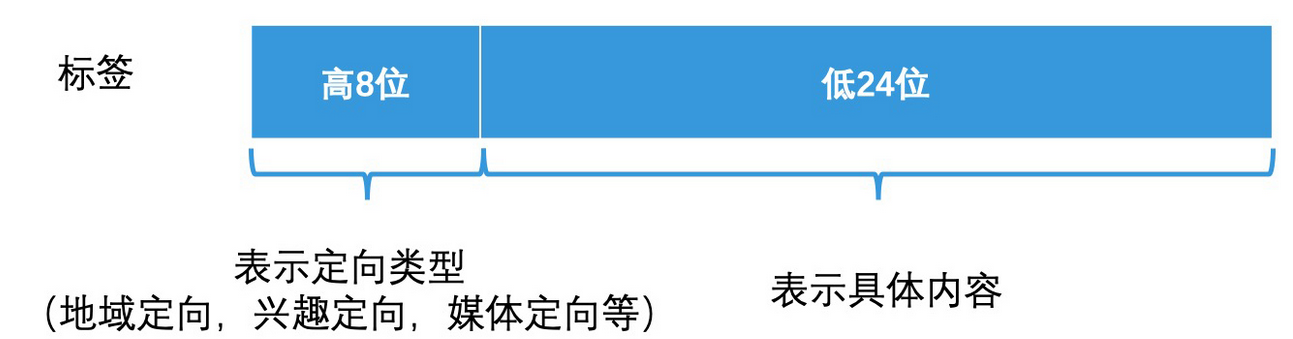 标签
高8位
低24位
表示定向类型
（地域定向，兴趣定向，媒体定向等）
表示具体内容